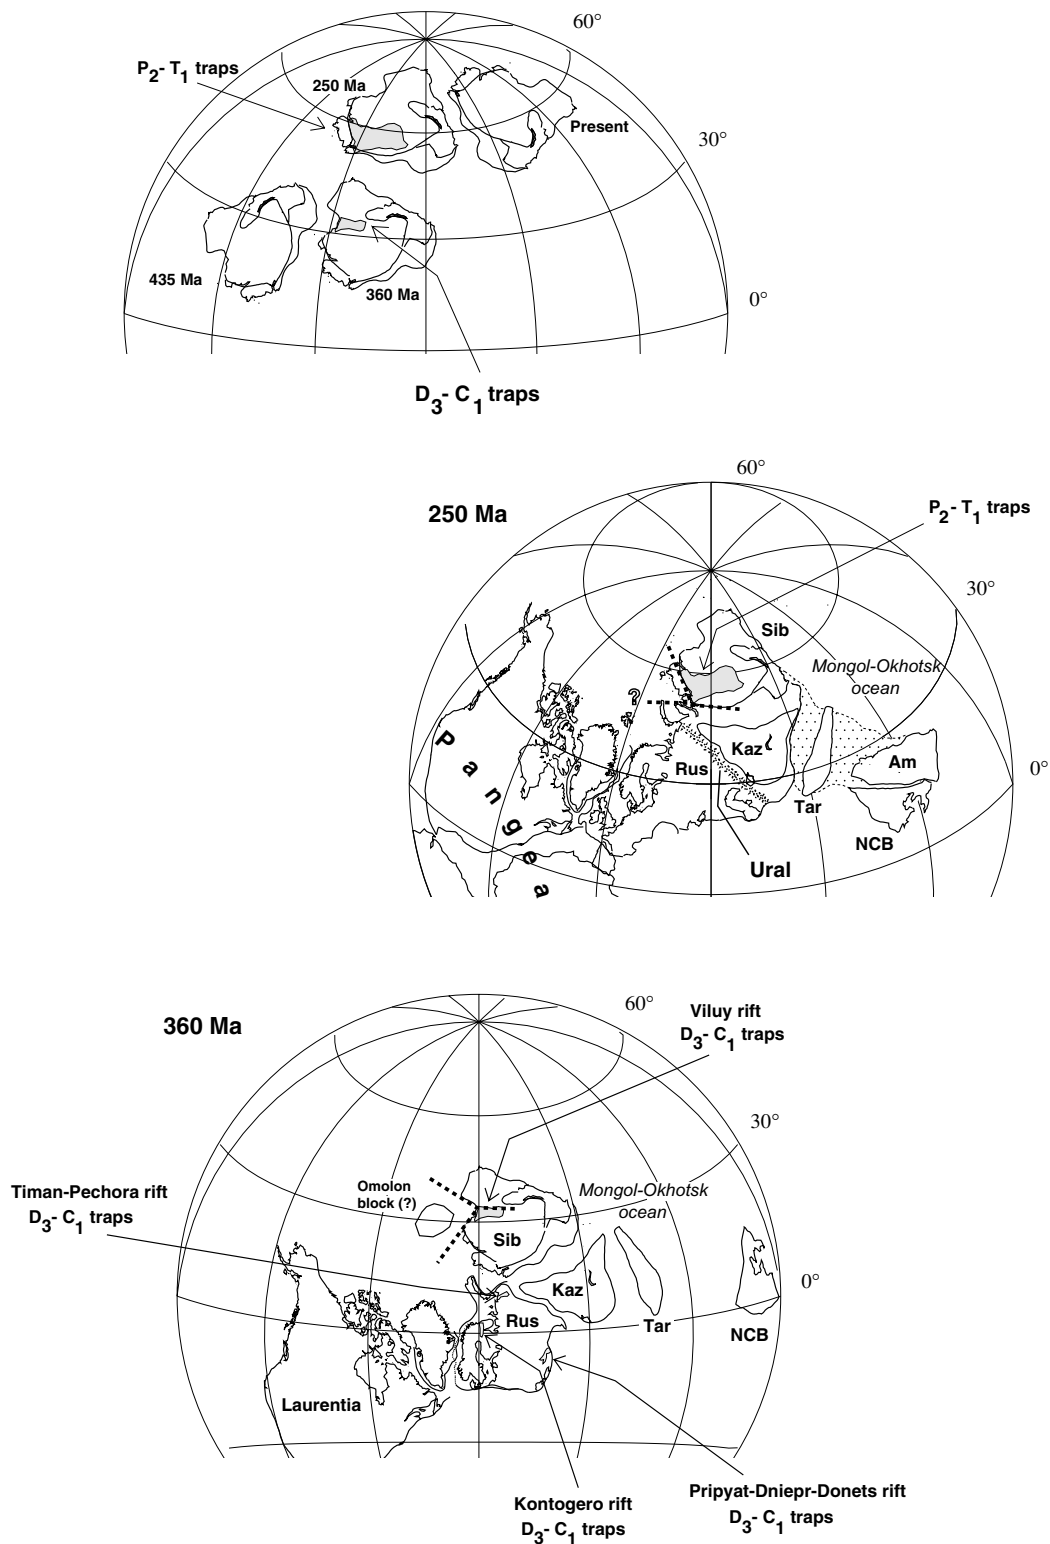 60°
P2- T1 traps
250 Ma
Present
30°
435 Ma
360 Ma
0°
D3- C1 traps
60°
250 Ma
P2- T1 traps
30°
Sib
Mongol-Okhotsk
ocean
?
Pangea
Kaz
Rus
Am
0°
Tar
NCB
Ural
360 Ma
60°
Viluy rift
D3- C1 traps
30°
Timan-Pechora rift
D3- C1 traps
Omolon
block (?)
Mongol-Okhotsk
ocean
Sib
Kaz
0°
Rus
Tar
NCB
Laurentia
Kontogero rift
D3- C1 traps
Pripyat-Dniepr-Donets rift
D3- C1 traps